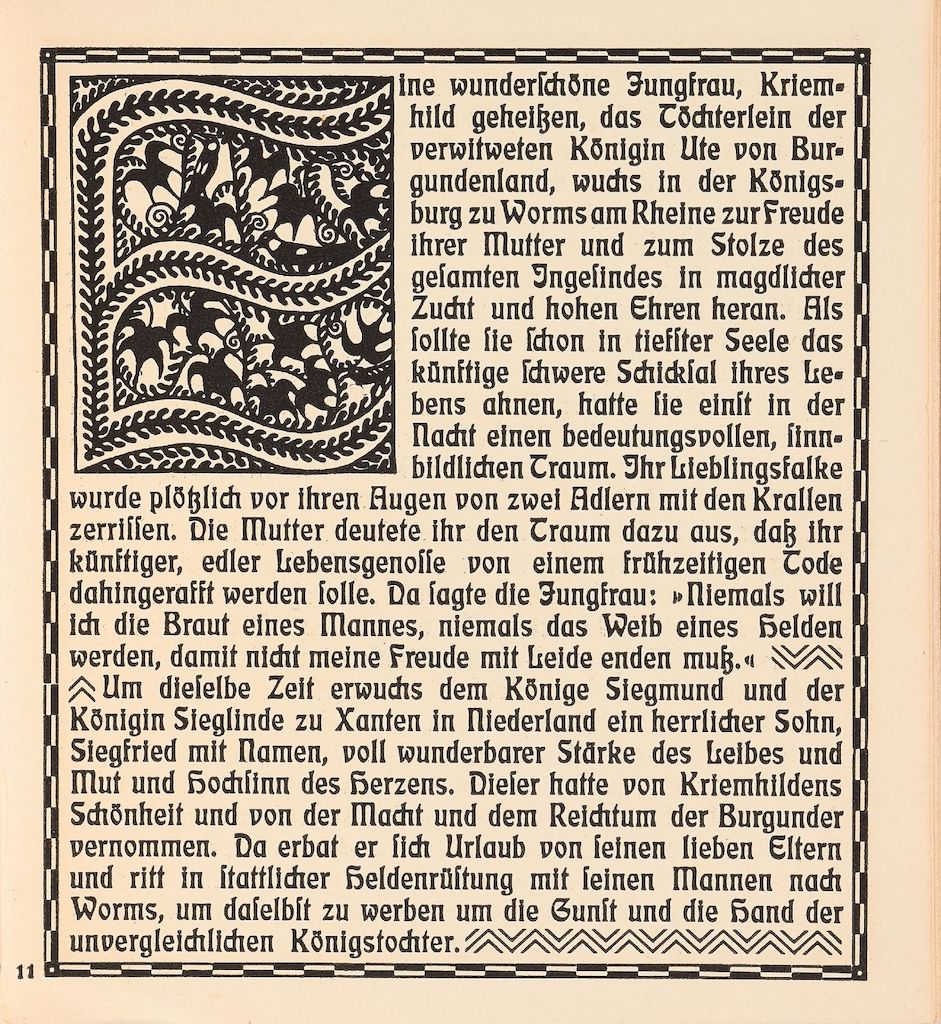 Eine wunderſchöne Jungfrau, Kriem-
hild geheißen, das Töchterlein der
verwitweten Königin Ute von Bur-
gundenland, wuchs in der Königs-
burg zu Worms am Rheine zur Freude
ihrer Mutter und zum Stolze des
geſamten Ingeſindes in magdlicher
Zucht und hohen Ehren heran. Als
ſollte ſie ſchon in tiefſter Seele das
künftige ſchwere Schickſal ihres Le-
bens ahnen, hatte ſie einſt in der
Nacht einen bedeutungsvollen, ſinn-
bildlichen Traum. Ihr Lieblingsfalke
wurde plötzlich vor ihren Augen von zwei Adlern mit den Krallen
zerriſſen. Die Mutter deutete ihr den Traum dazu aus, daß ihr
künftiger, edler Lebensgenoſſe von einem frühzeitigen Tode
dahingerafft werden ſolle. Da ſagte die Jungfrau: »Niemals will
ich die Braut eines Mannes, niemals das Weib eines Helden
werden, damit nicht meine Freude mit Leide enden muß.«
Um dieſelbe Zeit erwuchs dem Könige Siegmund und der
Königin Sieglinde zu Xanten in Niederland ein herrlicher Sohn,
Siegfried mit Namen, voll wunderbarer Stärke des Leibes und
Mut und Hochſinn des Herzens. Dieſer hatte von Kriemhildens
Schönheit und von der Macht und dem Reichtum der Burgunder
vernommen. Da erbat er ſich Urlaub von ſeinen lieben Eltern
und ritt in ſtattlicher Heldenrüſtung mit ſeinen Mannen nach
Worms, um daſelbſt zu werben um die Gunſt und die Hand der
unvergleichlichen Königstochter.
11